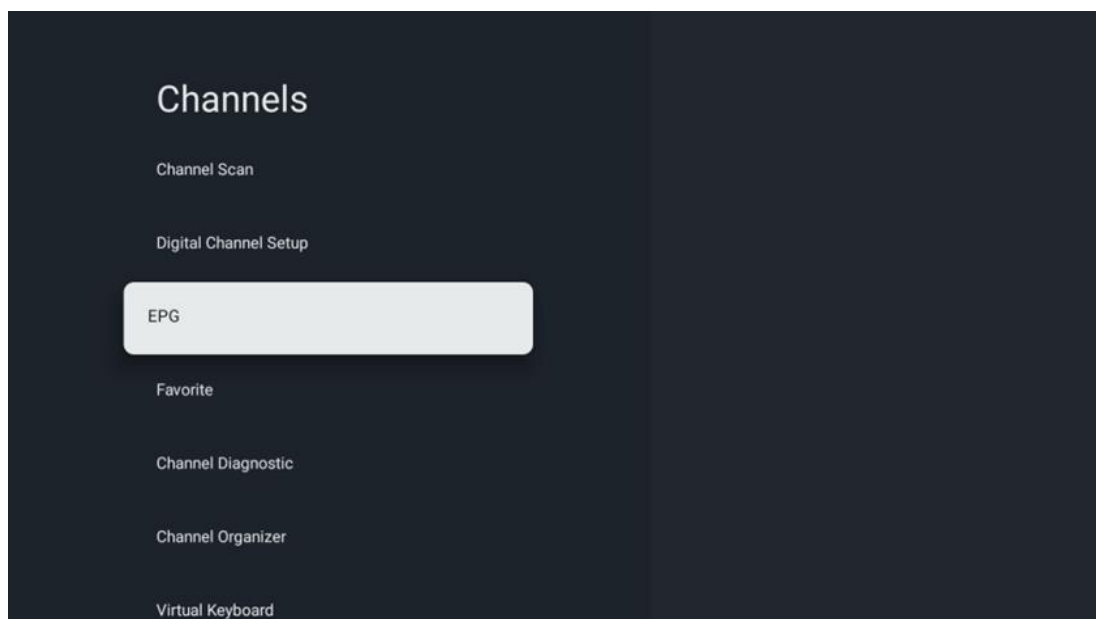 Channels
Channel Scan
Digital Channel Setup
EPG
Favorite
Channel Diagnostic
Channel Organizer
Virtual Keyboard